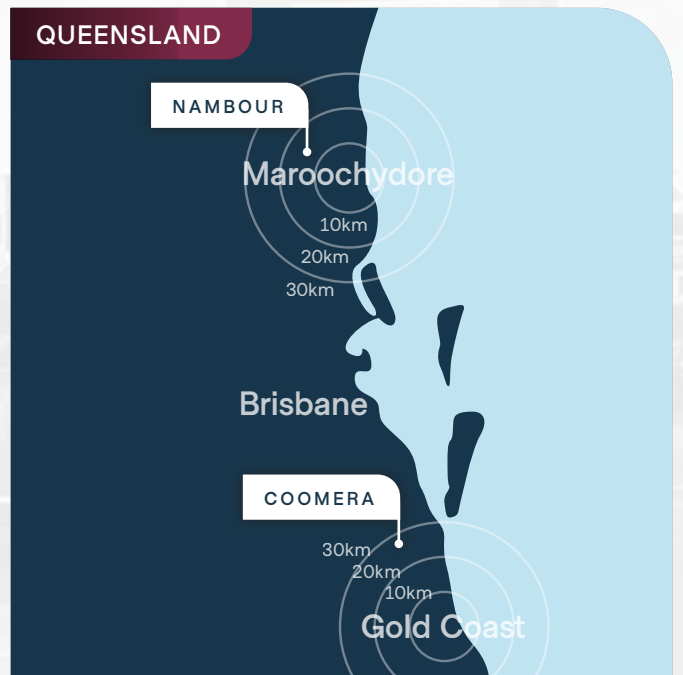 QUEENSLAND
NAMBOUR
Maroochydore
10km
20km
30km
Brisbane
COOMERA
30km
20km
10km
Gold Coast